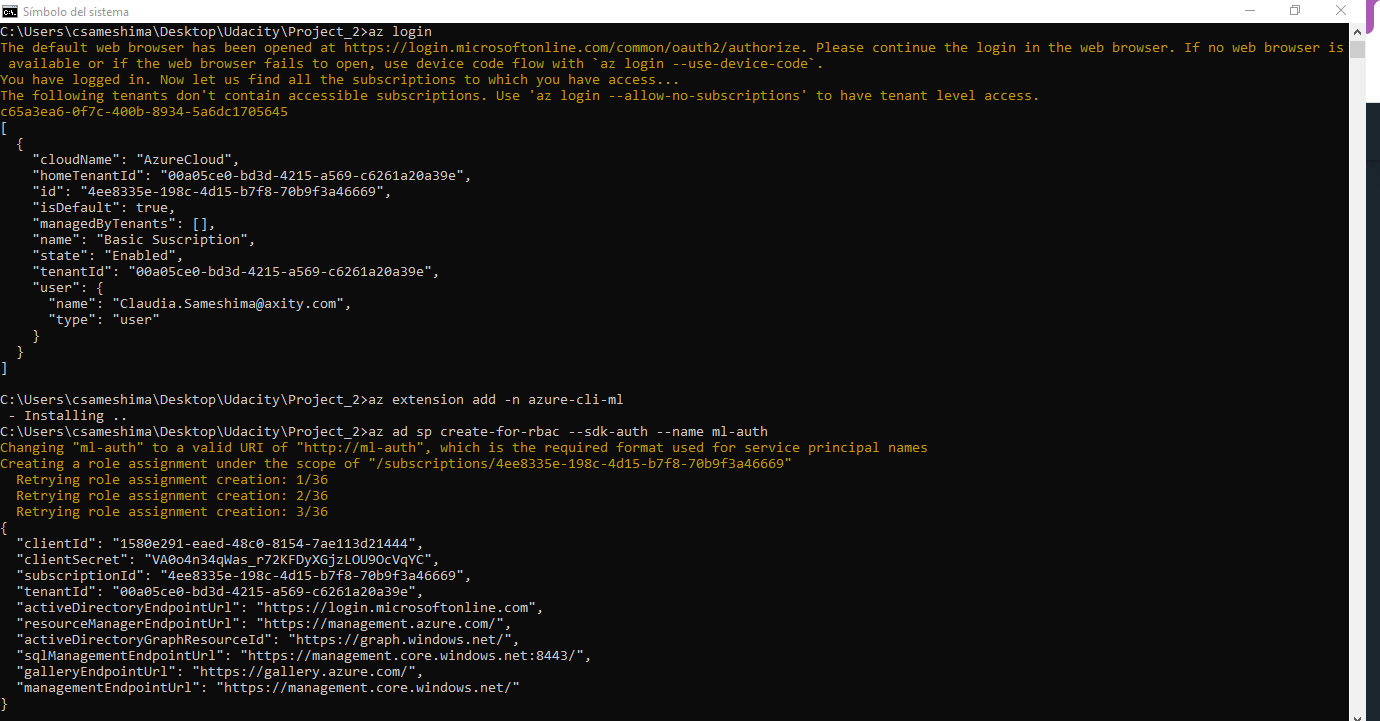 Símbolo del sistema
C:\Users\csameshima\Desktop\Udacity\Project_2>az login
The default web browser has been opened at https://login.microsoftonline.com/common/oauth2/authorize. Please continue the login in the web browser. If no web browser is
 available or if the web browser fails to open, use device code flow with `az login --use-device-code`.
You have logged in. Now let us find all the subscriptions to which you have access...
The following tenants don't contain accessible subscriptions. Use 'az login --allow-no-subscriptions' to have tenant level access.
c65a3ea6-0f7c-400b-8934-5a6dc1705645
[
  {
    "cloudName": "AzureCloud",
    "homeTenantId": "00a05ce0-bd3d-4215-a569-c6261a20a39e",
    "id": "4ee8335e-198c-4d15-b7f8-70b9f3a46669",
    "isDefault": true,
    "managedByTenants": [],
    "name": "Basic Suscription",
    "state": "Enabled",
    "tenantId": "00a05ce0-bd3d-4215-a569-c6261a20a39e",
    "user": {
      "name": "Claudia.Sameshima@axity.com",
      "type": "user"
    }
  }
]
C:\Users\csameshima\Desktop\Udacity\Project_2>az extension add -n azure-cli-ml
 - Installing ..
C:\Users\csameshima\Desktop\Udacity\Project_2>az ad sp create-for-rbac --sdk-auth --name ml-auth
Changing "ml-auth" to a valid URI of "http://ml-auth", which is the required format used for service principal names
Creating a role assignment under the scope of "/subscriptions/4ee8335e-198c-4d15-b7f8-70b9f3a46669"
  Retrying role assignment creation: 1/36
  Retrying role assignment creation: 2/36
  Retrying role assignment creation: 3/36
{
  "clientId": "1580e291-eaed-48c0-8154-7ae113d21444",
  "clientSecret": "VA0o4n34qWas_r72KFDyXGjzLOU9OcVqYC",
  "subscriptionId": "4ee8335e-198c-4d15-b7f8-70b9f3a46669",
  "tenantId": "00a05ce0-bd3d-4215-a569-c6261a20a39e",
  "activeDirectoryEndpointUrl": "https://login.microsoftonline.com",
  "resourceManagerEndpointUrl": "https://management.azure.com/",
  "activeDirectoryGraphResourceId": "https://graph.windows.net/",
  "sqlManagementEndpointUrl": "https://management.core.windows.net:8443/",
  "galleryEndpointUrl": "https://gallery.azure.com/",
  "managementEndpointUrl": "https://management.core.windows.net/"
}